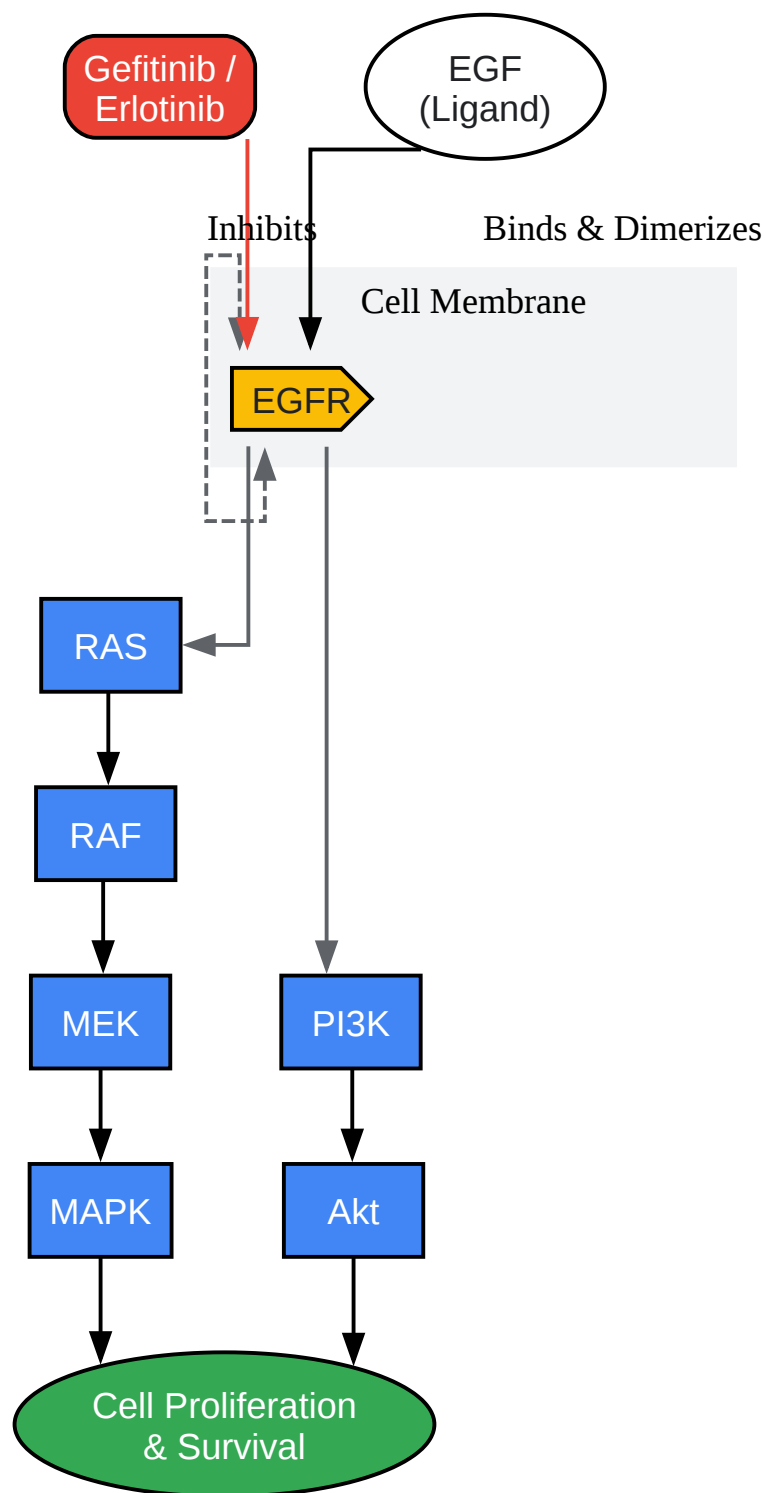 Gefitinib /
Erlotinib
EGF
(Ligand)
Inhibits
Binds & Dimerizes
Cell Membrane
EGFR
RAS
RAF
MEK
PI3K
MAPK
Akt
Cell Proliferation
& Survival